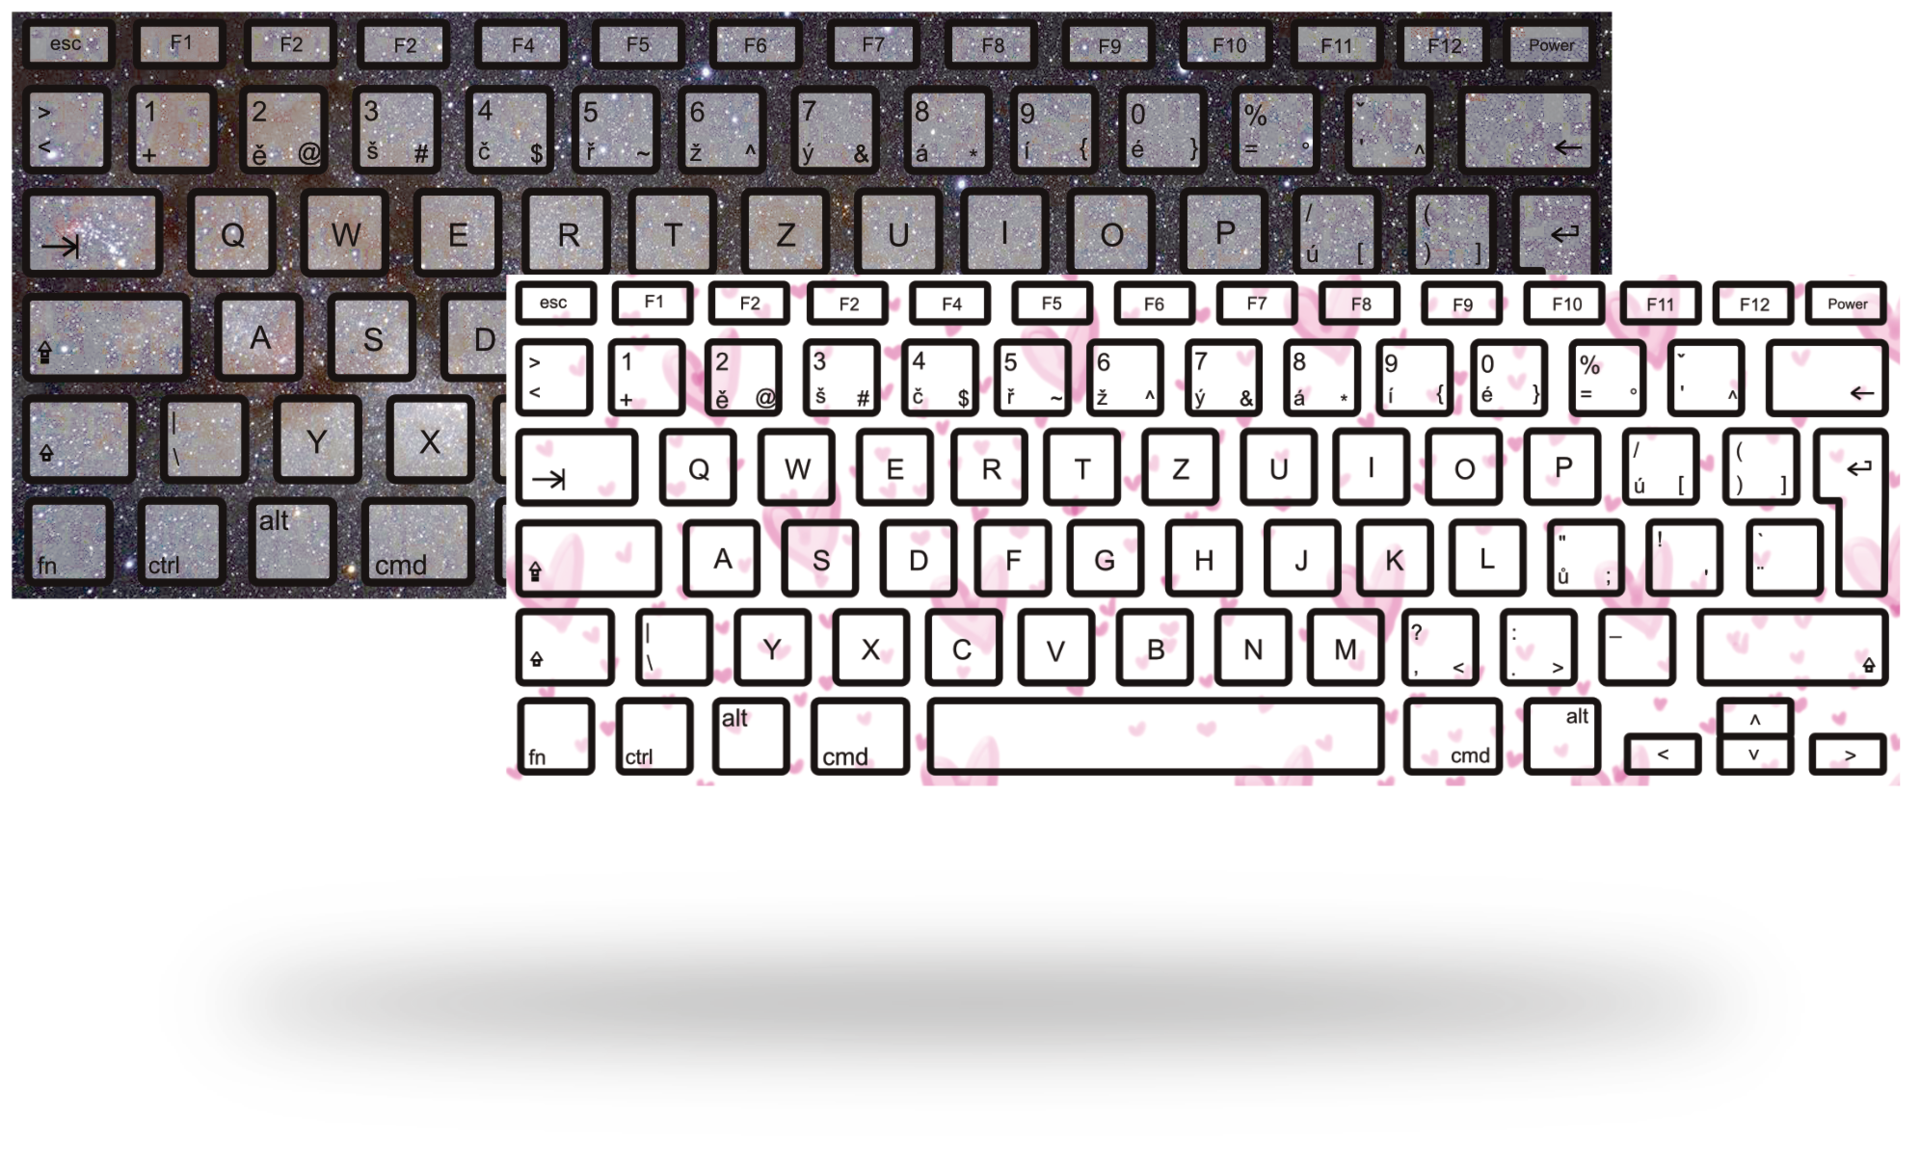 esc F1 F2 F2 F4 F5 F6 F7 F8 F9 F10 F11 F12 Power
> 1 2 3 4 5 6 7 8 9 0 % ˇ
< + ě @ š # č $ ř ~ ž ^ ý & á * í { é } = ° ' ^ ←
Q W E R T Z U I O P / (
→| ú [ ) ] ↵
A S D
| Y X
\
alt
fn ctrl cmd
esc F1 F2 F2 F4 F5 F6 F7 F8 F9 F10 F11 F12 Power
> 1 2 3 4 5 6 7 8 9 0 % ˇ
< + ě @ š # č $ ř ~ ž ^ ý & á * í { é } = ° ' ^ ←
Q W E R T Z U I O P / ( ↵
→| ú [ ) ]
A S D F G H J K L " ! `
ů ; ' ¨
| Y X C V B N M ? : _
\ , < . >
alt alt ^
fn ctrl cmd cmd < v >